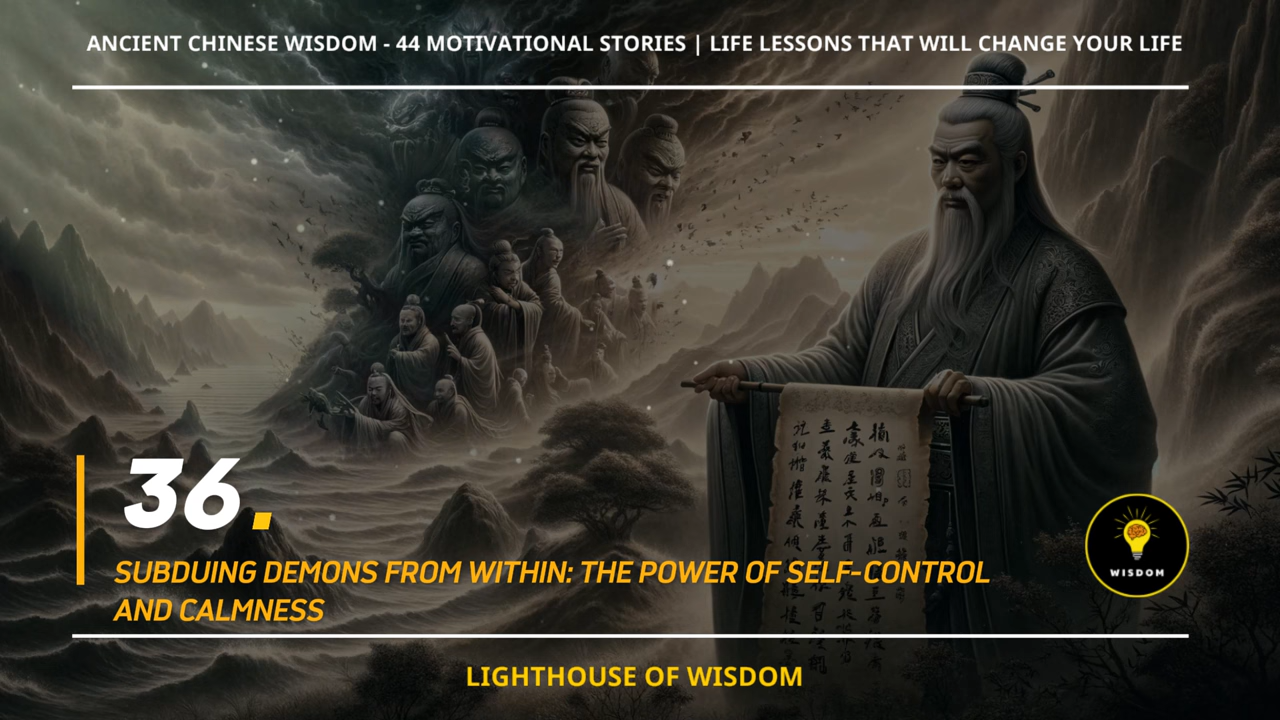 ANCIENT CHINESE WISDOM - 44 MOTIVATIONAL STORIES | LIFE LESSONS THAT WILL CHANGE YOUR LIFE
36.
SUBDUING DEMONS FROM WITHIN: THE POWER OF SELF-CONTROL
AND CALMNESS
WISDOM
LIGHTHOUSE OF WISDOM